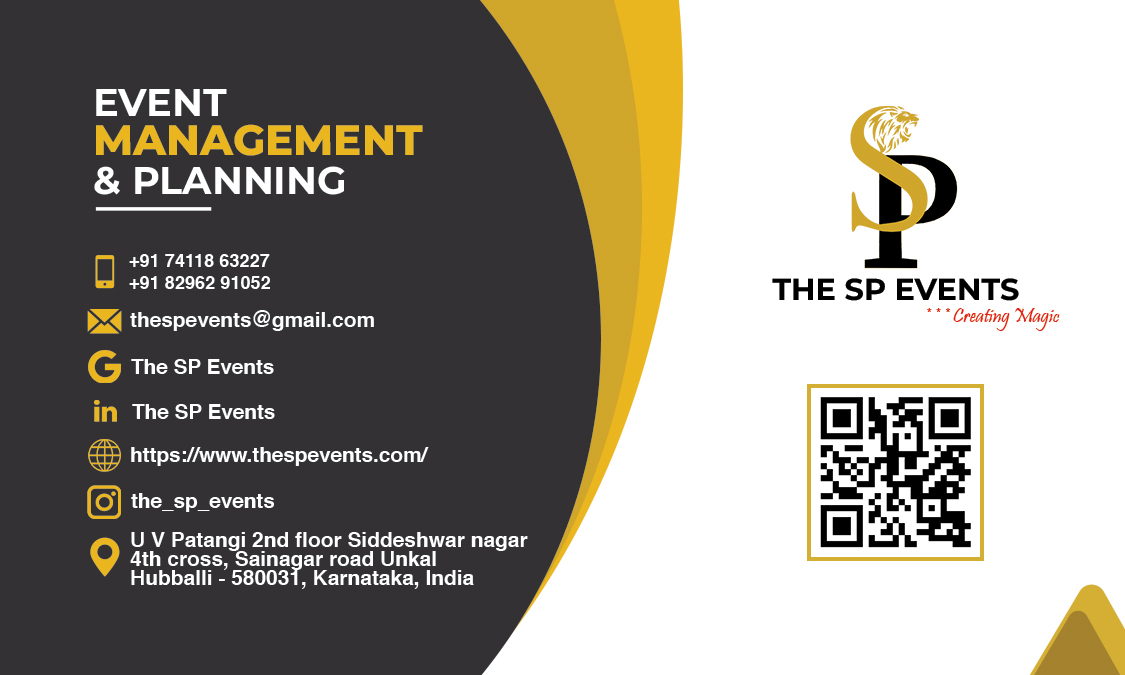 EVENT
MANAGEMENT
& PLANNING
+91 74118 63227
+91 82962 91052
thespevents@gmail.com
The SP Events
in The SP Events
https://www.thespevents.com/
the_sp_events
U V Patangi 2nd floor Siddeshwar nagar
4th cross, Sainagar road Unkal
Hubballi - 580031, Karnataka, India
SP
THE SP EVENTS
***Creating Magic